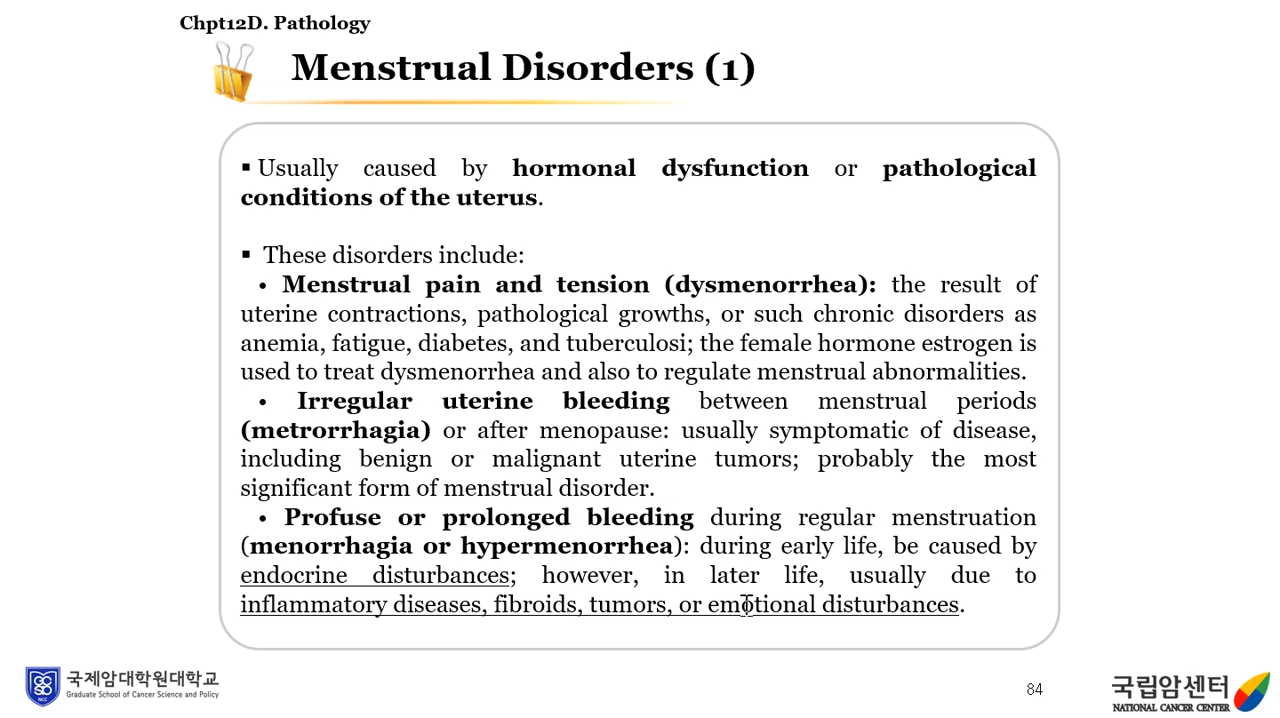 Chpt12D. Pathology
Menstrual Disorders (1)
▪ Usually caused by hormonal dysfunction or pathological
conditions of the uterus.
▪ These disorders include:
• Menstrual pain and tension (dysmenorrhea): the result of
uterine contractions, pathological growths, or such chronic disorders as
anemia, fatigue, diabetes, and tuberculosi; the female hormone estrogen is
used to treat dysmenorrhea and also to regulate menstrual abnormalities.
• Irregular uterine bleeding between menstrual periods
(metrorrhagia) or after menopause: usually symptomatic of disease,
including benign or malignant uterine tumors; probably the most
significant form of menstrual disorder.
• Profuse or prolonged bleeding during regular menstruation
(menorrhagia or hypermenorrhea): during early life, be caused by
endocrine disturbances; however, in later life, usually due to
inflammatory diseases, fibroids, tumors, or emotional disturbances.
국제암대학원대학교
Graduate School of Cancer Science and Policy
NCC
84
국립암센터
NATIONAL CANCER CENTER